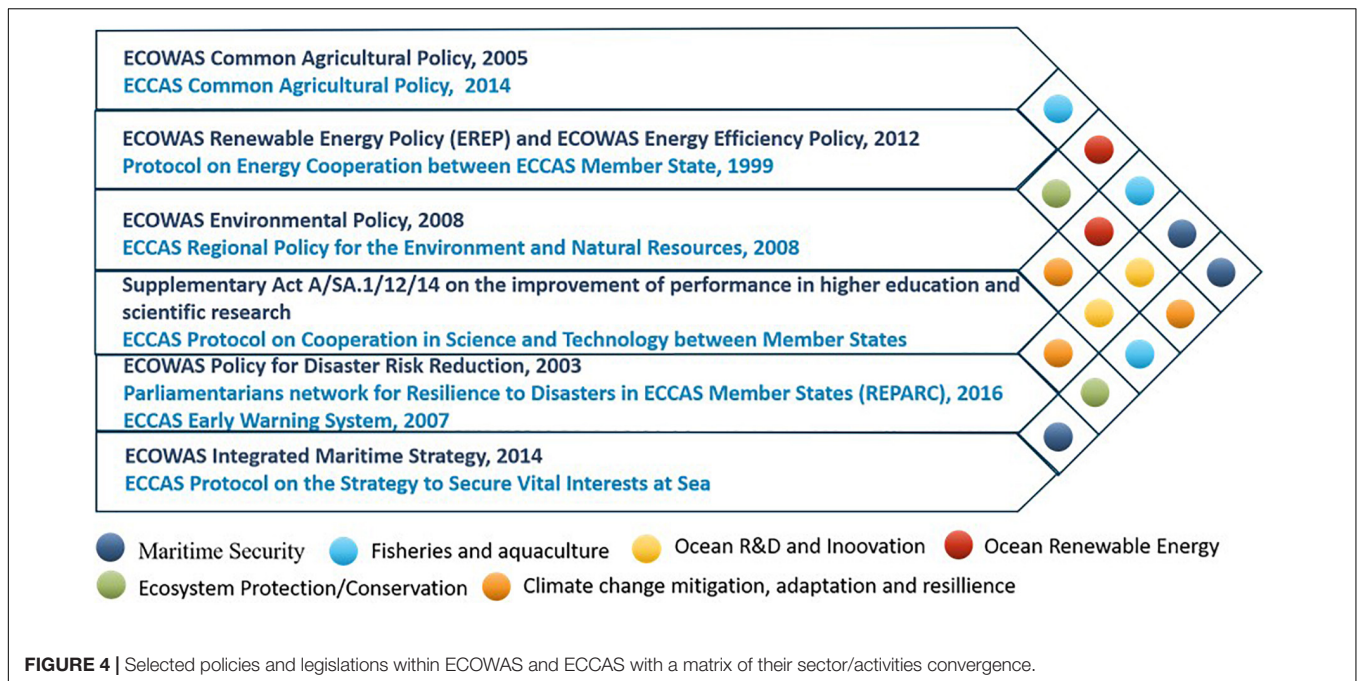 ECOWAS Common Agricultural Policy, 2005
ECCAS Common Agricultural Policy, 2014
ECOWAS Renewable Energy Policy (EREP) and ECOWAS Energy Efficiency Policy, 2012
Protocol on Energy Cooperation between ECCAS Member State, 1999
ECOWAS Environmental Policy, 2008
ECCAS Regional Policy for the Environment and Natural Resources, 2008
Supplementary Act A/SA.1/12/14 on the improvement of performance in higher education and
scientific research
ECCAS Protocol on Cooperation in Science and Technology between Member States
ECOWAS Policy for Disaster Risk Reduction, 2003
Parliamentarians network for Resilience to Disasters in ECCAS Member States (REPARC), 2016
ECCAS Early Warning System, 2007
ECOWAS Integrated Maritime Strategy, 2014
ECCAS Protocol on the Strategy to Secure Vital Interests at Sea
Maritime Security
Fisheries and aquaculture
Ocean R&D and Inoovation
Ocean Renewable Energy
Ecosystem Protection/Conservation
Climate change mitigation, adaptation and resillience
FIGURE 4 | Selected policies and legislations within ECOWAS and ECCAS with a matrix of their sector/activities convergence.